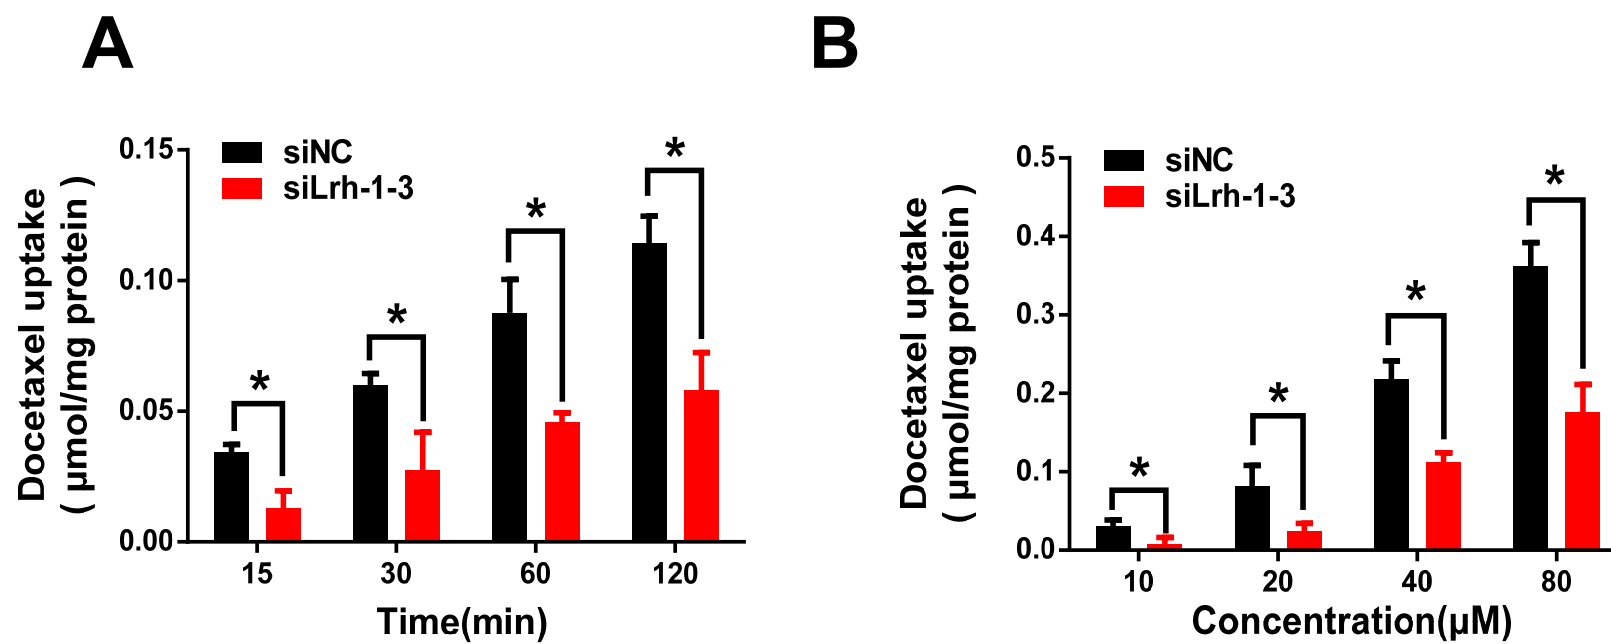 A
siNC
siLrh-1-3
Docetaxel uptake
( μmol/mg protein )
0.15
0.10
0.05
0.00
*
*
*
*
15 30 60 120
Time(min)
B
siNC
siLrh-1-3
Docetaxel uptake
( μmol/mg protein )
0.5
0.4
0.3
0.2
0.1
0.0
*
*
*
*
10 20 40 80
Concentration(μM)